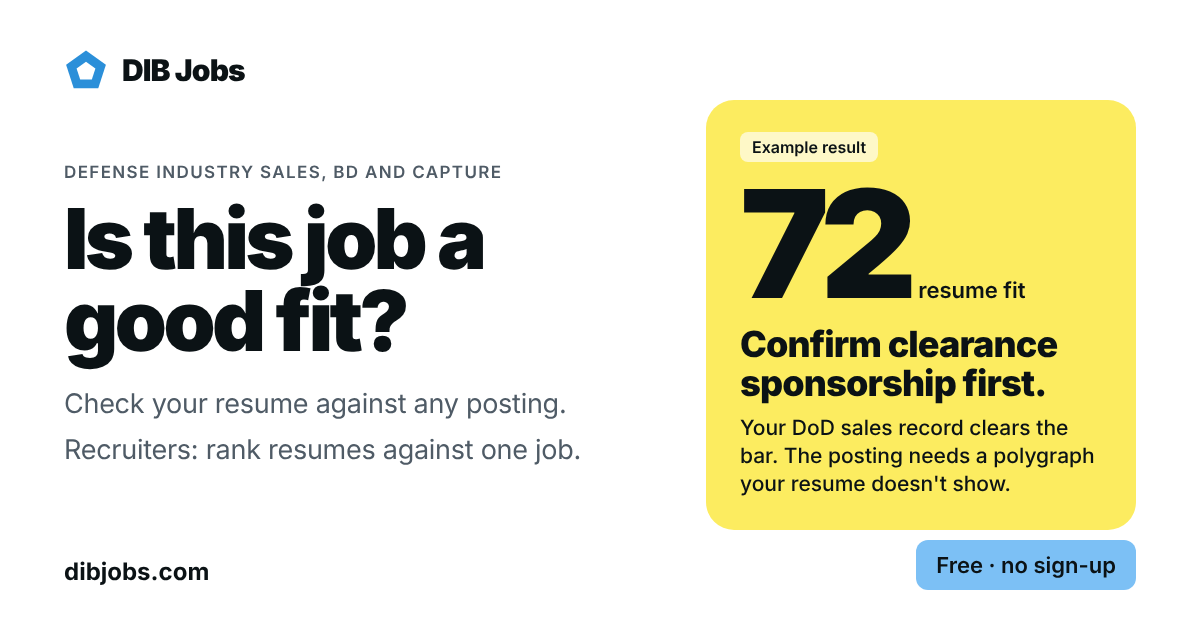 DIB Jobs
DEFENSE INDUSTRY SALES, BD AND CAPTURE
Is this job a
good fit?
Check your resume against any posting.
Recruiters: rank resumes against one job.
dibjobs.com
Example result
72 resume fit
Confirm clearance
sponsorship first.
Your DoD sales record clears the
bar. The posting needs a polygraph
your resume doesn't show.
Free · no sign-up